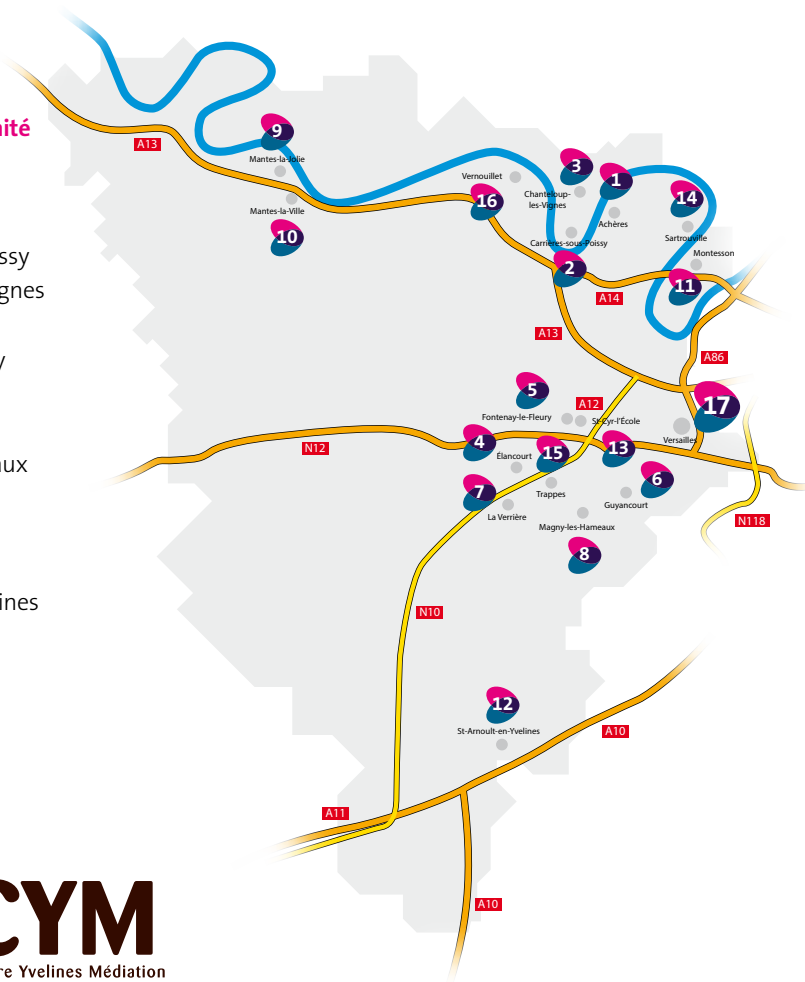 ité
ssy
gnes
y
aux
ines
A13
9
Mantes-la-Jolie
Mantes-la-Ville
10
Vernouillet
16
3
Chanteloup-
les-Vignes
1
Achères
14
Sartrouville
Carrières-sous-Poissy
2
Montesson
11
A14
A13
A86
5
Fontenay-le-Fleury
A12
St-Cyr-l'École
17
Versailles
N12
4
Élancourt
15
Trappes
13
6
Guyancourt
7
La Verrière
Magny-les-Hameaux
8
N118
N10
12
St-Arnoult-en-Yvelines
A10
A11
A10
CYM
re Yvelines Médiation